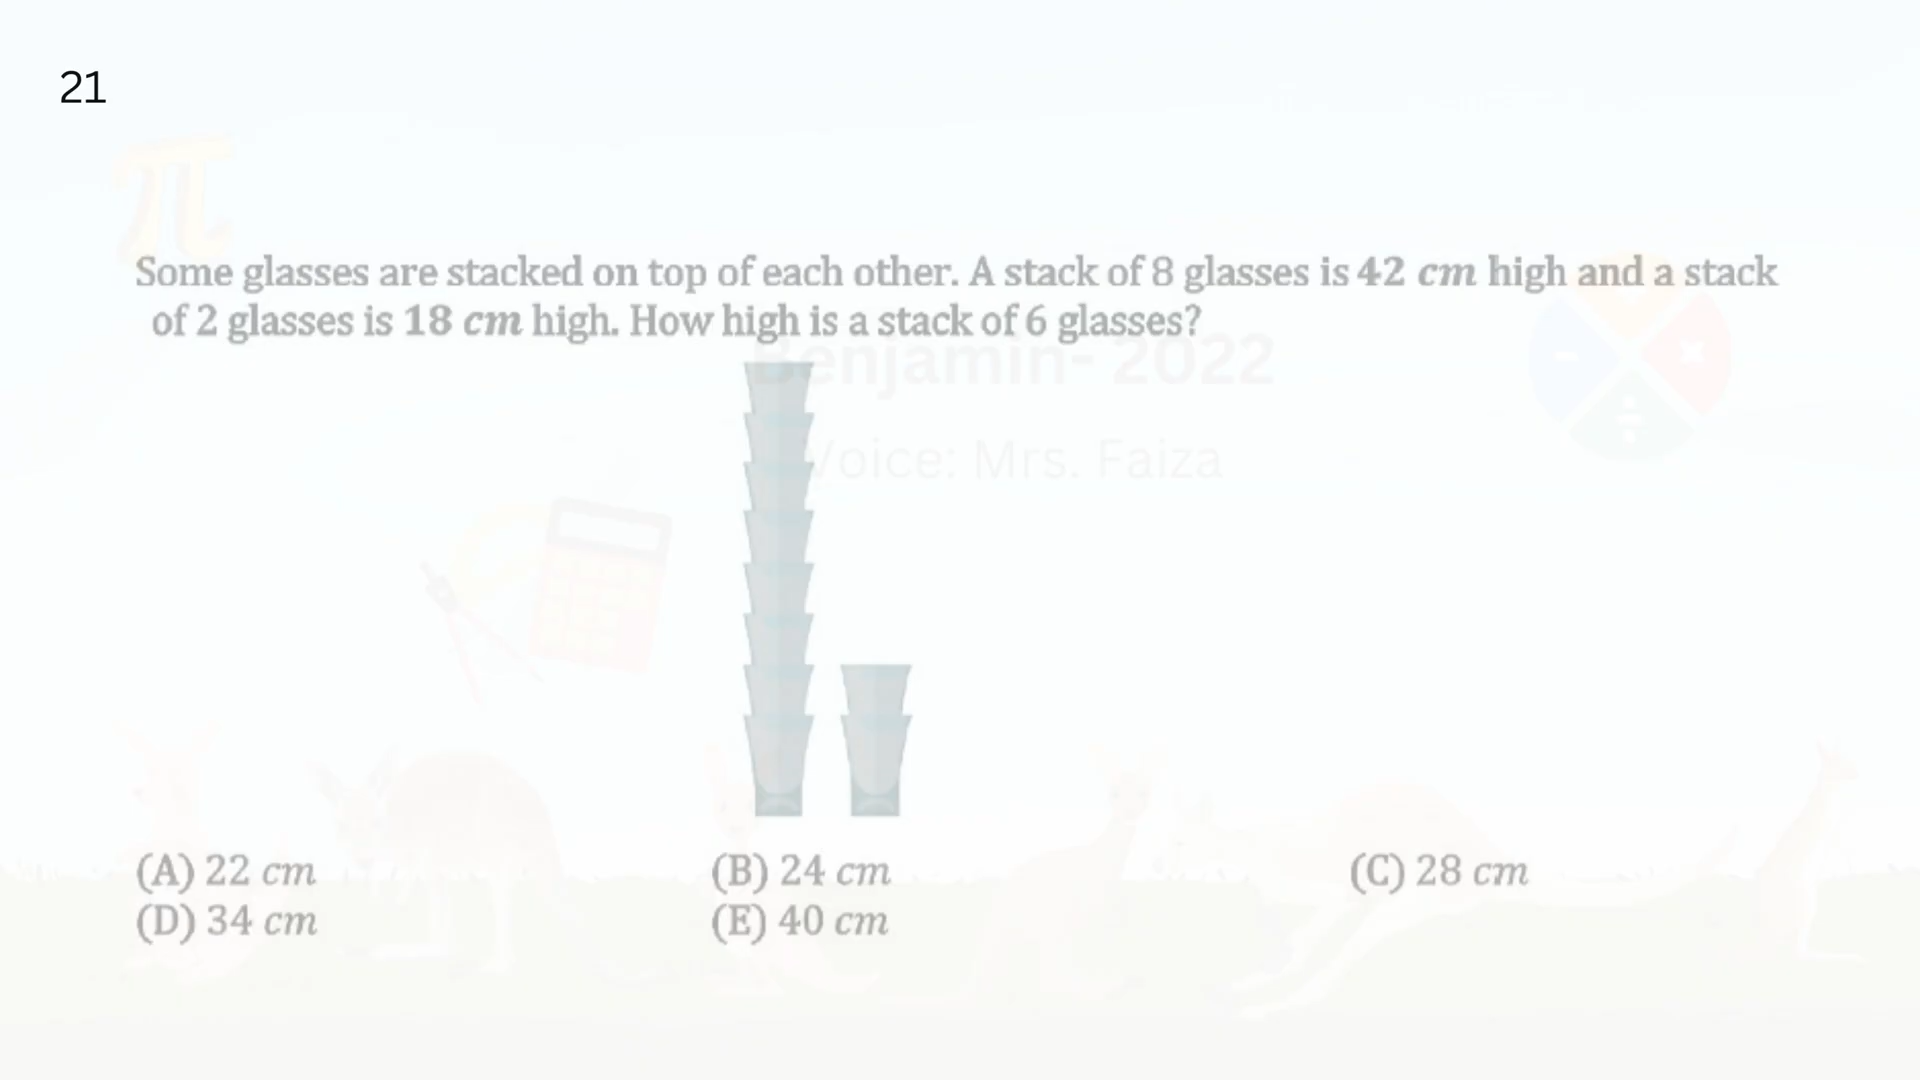 21
π
Some glasses are stacked on top of each other. A stack of 8 glasses is 42 cm high and a stack
of 2 glasses is 18 cm high. How high is a stack of 6 glasses?
Benjamin- 2022
Voice: Mrs. Faiza
(A) 22 cm (B) 24 cm (C) 28 cm
(D) 34 cm (E) 40 cm